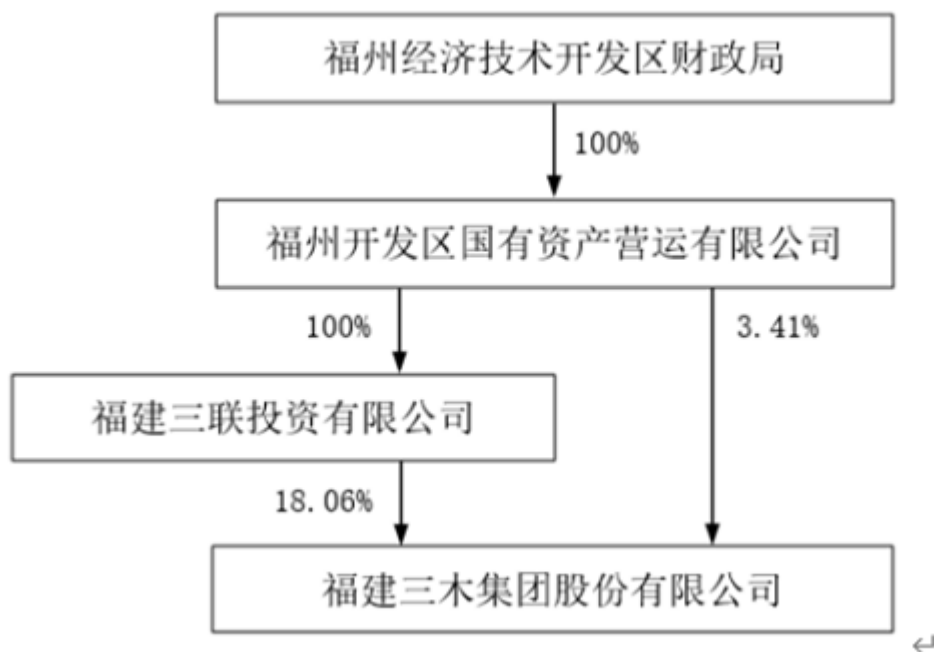 福州经济技术开发区财政局
100%
福州开发区国有资产营运有限公司
100%
3.41%
福建三联投资有限公司
18.06%
福建三木集团股份有限公司